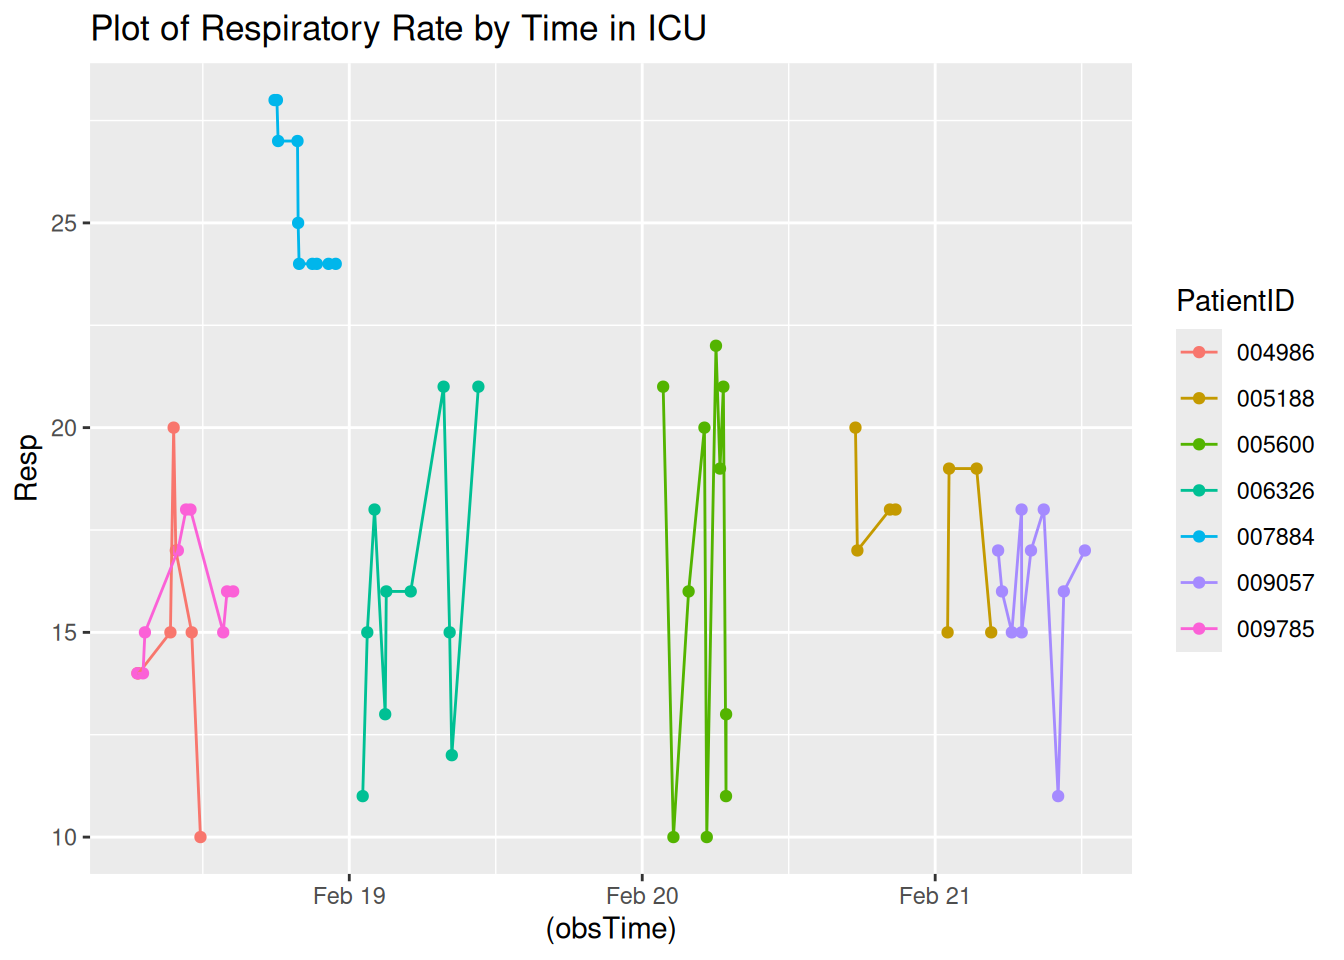 Plot of Respiratory Rate by Time in ICU
Resp
25
20
15
10
Feb 19
Feb 20
Feb 21
(obsTime)
PatientID
004986
005188
005600
006326
007884
009057
009785